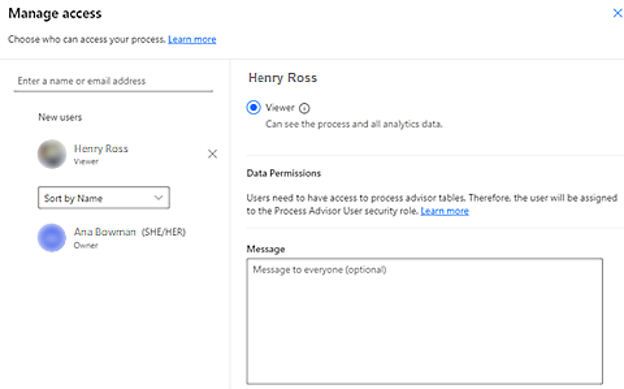 Manage access
Choose who can access your process. Learn more
Enter a name or email address
New users
Henry Ross
Viewer
Sort by Name
Ana Bowman (SHE/HER)
Owner
Henry Ross
Viewer
Can see the process and all analytics data.
Data Permissions
Users need to have access to process advisor tables. Therefore, the user will be assigned
to the Process Advisor User security role. Learn more
Message
Message to everyone (optional)